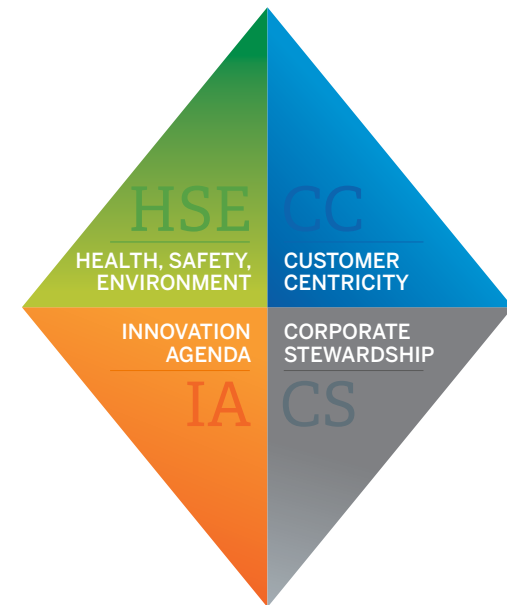 HSE
HEALTH, SAFETY,
ENVIRONMENT
CC
CUSTOMER
CENTRICITY
INNOVATION
AGENDA
IA
CORPORATE
STEWARDSHIP
CS